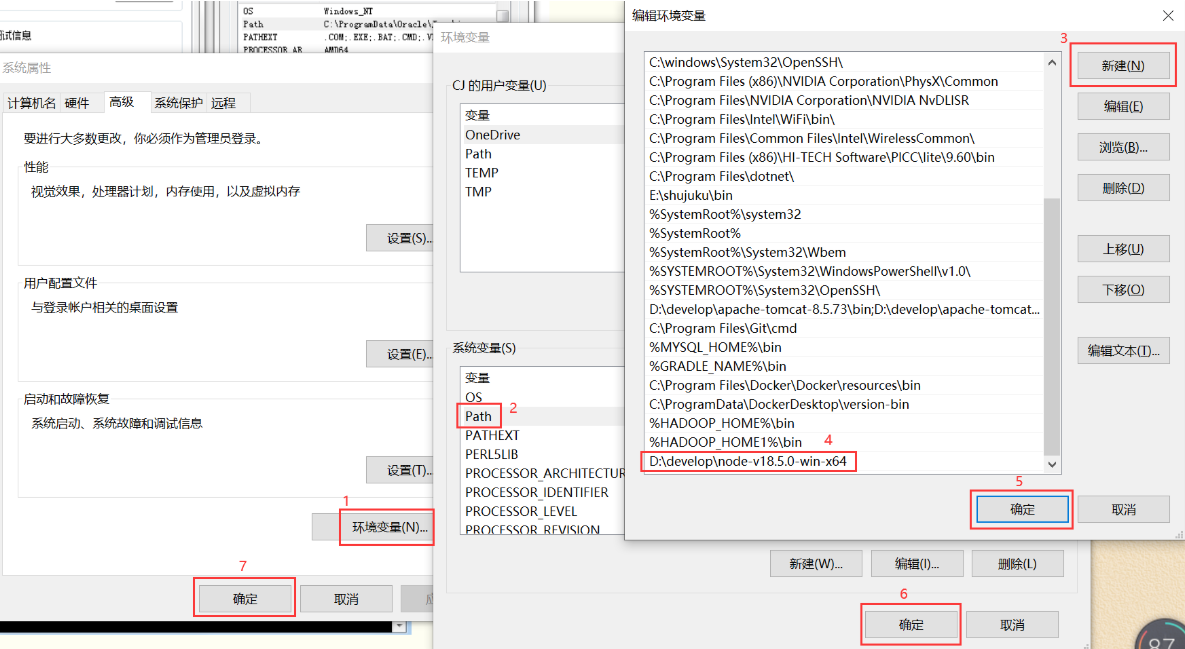 试信息
OS Windows_NT
Path
PATHEXT .COM;.EXE;.BAT;.CMD;.V
PROCESSOR_AR AMD64
系统属性
计算机名 硬件 高级 系统保护 远程
要进行大多数更改，你必须作为管理员登录。
性能
视觉效果，处理器计划，内存使用，以及虚拟内存
设置(S)..
用户配置文件
与登录帐户相关的桌面设置
设置(E)..
启动和故障恢复
系统启动、系统故障和调试信息
设置(T)..
1
环境变量(N)...
7
确定
取消
环境变量
CJ 的用户变量(U)
变量
OneDrive
Path
TEMP
TMP
系统变量(S)
变量
OS
Path
2
PATHEXT
PERL5LIB
PROCESSOR_ARCHITECTUR
PROCESSOR_IDENTIFIER
PROCESSOR_LEVEL
PROCESSOR_REVISION
新建(W)...
编辑(I)...
删除(L)
6
确定
取消
编辑环境变量
C:\windows\System32\OpenSSH\
C:\Program Files (x86)\NVIDIA Corporation\PhysX\Common
C:\Program Files\NVIDIA Corporation\NVIDIA NvDLISR
C:\Program Files\Intel\WiFi\bin\
C:\Program Files\Common Files\Intel\WirelessCommon\
C:\Program Files (x86)\HI-TECH Software\PICC\lite\9.60\bin
C:\Program Files\dotnet\
E:\shujuku\bin
%SystemRoot%\system32
%SystemRoot%
%SystemRoot%\System32\Wbem
%SYSTEMROOT%\System32\WindowsPowerShell\v1.0\
%SYSTEMROOT%\System32\OpenSSH\
D:\develop\apache-tomcat-8.5.73\bin;D:\develop\apache-tomcat...
C:\Program Files\Git\cmd
%MYSQL_HOME%\bin
%GRADLE_NAME%\bin
C:\Program Files\Docker\Docker\resources\bin
C:\ProgramData\DockerDesktop\version-bin
%HADOOP_HOME%\bin
%HADOOP_HOME1%\bin
4
D:\develop\node-v18.5.0-win-x64
3
新建(N)
编辑(E)
浏览(B)...
删除(D)
上移(U)
下移(O)
编辑文本(T)...
5
确定
取消
87